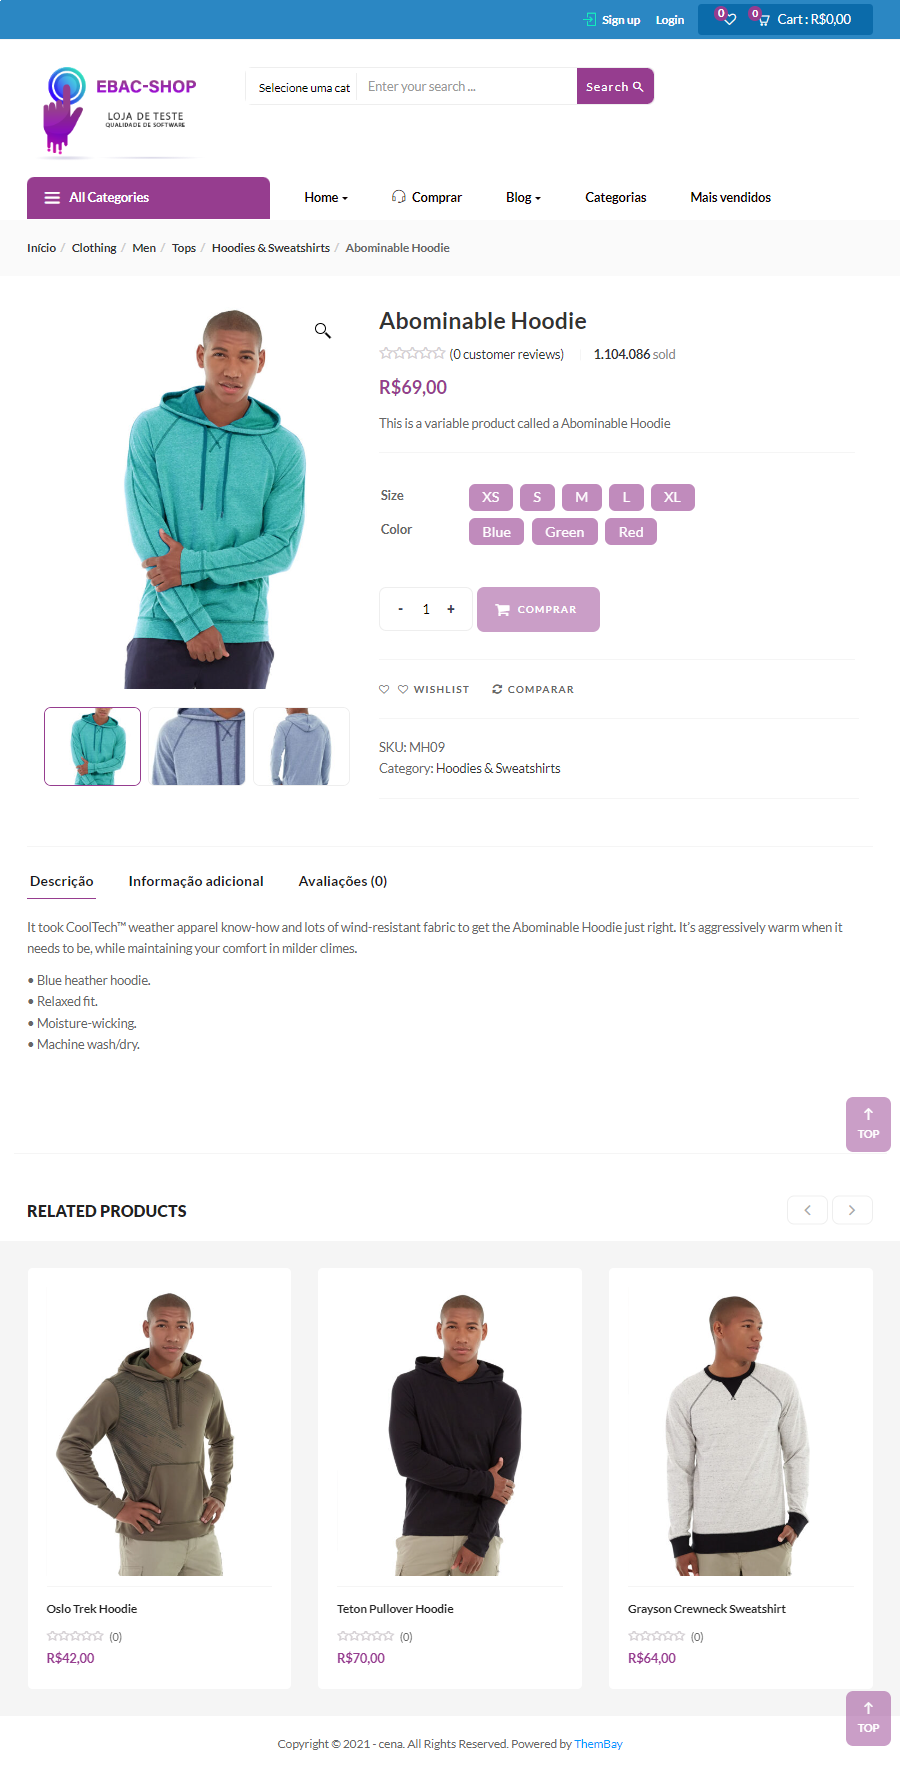 Sign up Login 0 0 Cart : R$0,00
EBAC-SHOP
LOJA DE TESTE
QUALIDADE DE SOFTWARE
Selione uma cat Enter your search ... Search
All Categories Home Comprar Blog Categorias Mais vendidos
Início / Clothing / Men / Tops / Hoodies & Sweatshirts / Abominable Hoodie
Abominable Hoodie
(0 customer reviews) 1.104.086 sold
R$69,00
This is a variable product called a Abominable Hoodie
Size XS S M L XL
Color Blue Green Red
- 1 + COMPRAR
WISHLIST COMPARAR
SKU: MH09
Category: Hoodies & Sweatshirts
Descrição Informação adicional Avaliações (0)
It took CoolTech™ weather apparel know-how and lots of wind-resistant fabric to get the Abominable Hoodie just right. It's aggressively warm when it
needs to be, while maintaining your comfort in milder climes.
• Blue heather hoodie.
• Relaxed fit.
• Moisture-wicking.
• Machine wash/dry.
TOP
RELATED PRODUCTS
Oslo Trek Hoodie
(0)
R$42,00
Teton Pullover Hoodie
(0)
R$70,00
Grayson Crewneck Sweatshirt
(0)
R$64,00
TOP
Copyright © 2021 - cena. All Rights Reserved. Powered by ThemBay